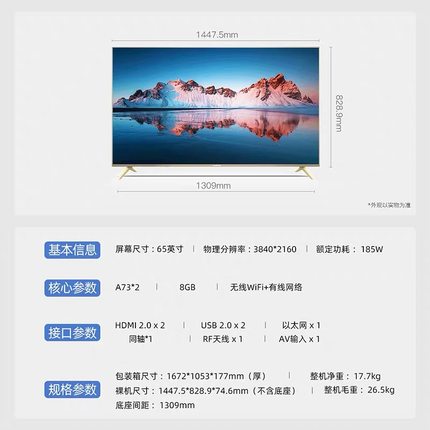 1447.5mm
828.9mm
1309mm
*外观以实物为准
基本信息 屏幕尺寸：65英寸 物理分辨率：3840*2160 额定功耗： 185W
核心参数 A73*2 8GB 无线WiFi+有线网络
接口参数 HDMI 2.0 x 2 USB 2.0 x 2 以太网 x 1
同轴*1 RF天线 x 1 AV输入 x 1
规格参数 包装箱尺寸：1672*1053*177mm（厚） 整机净重： 17.7kg
裸机尺寸：1447.5*828.9*74.6mm（不含底座） 整机毛重： 26.5kg
底座间距： 1309mm